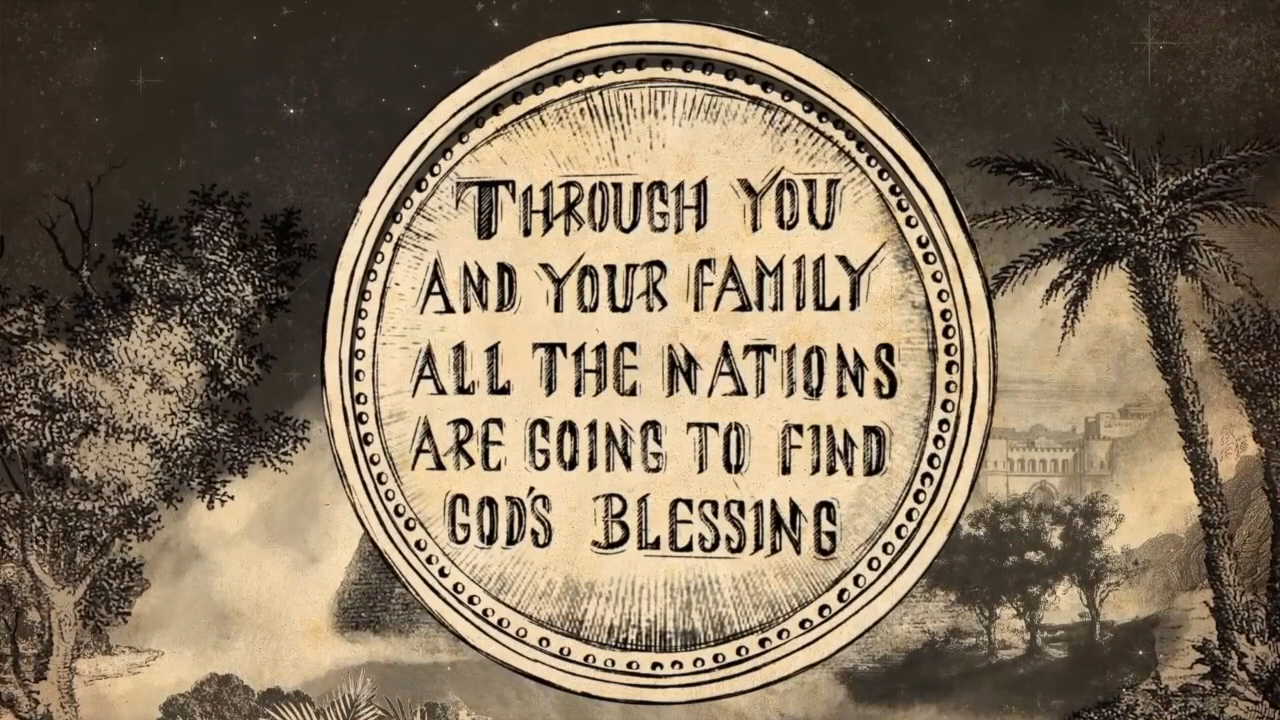 THROUGH YOU
AND YOUR FAMILY
ALL THE NATIONS
ARE GOING TO FIND
GOD'S BLESSING